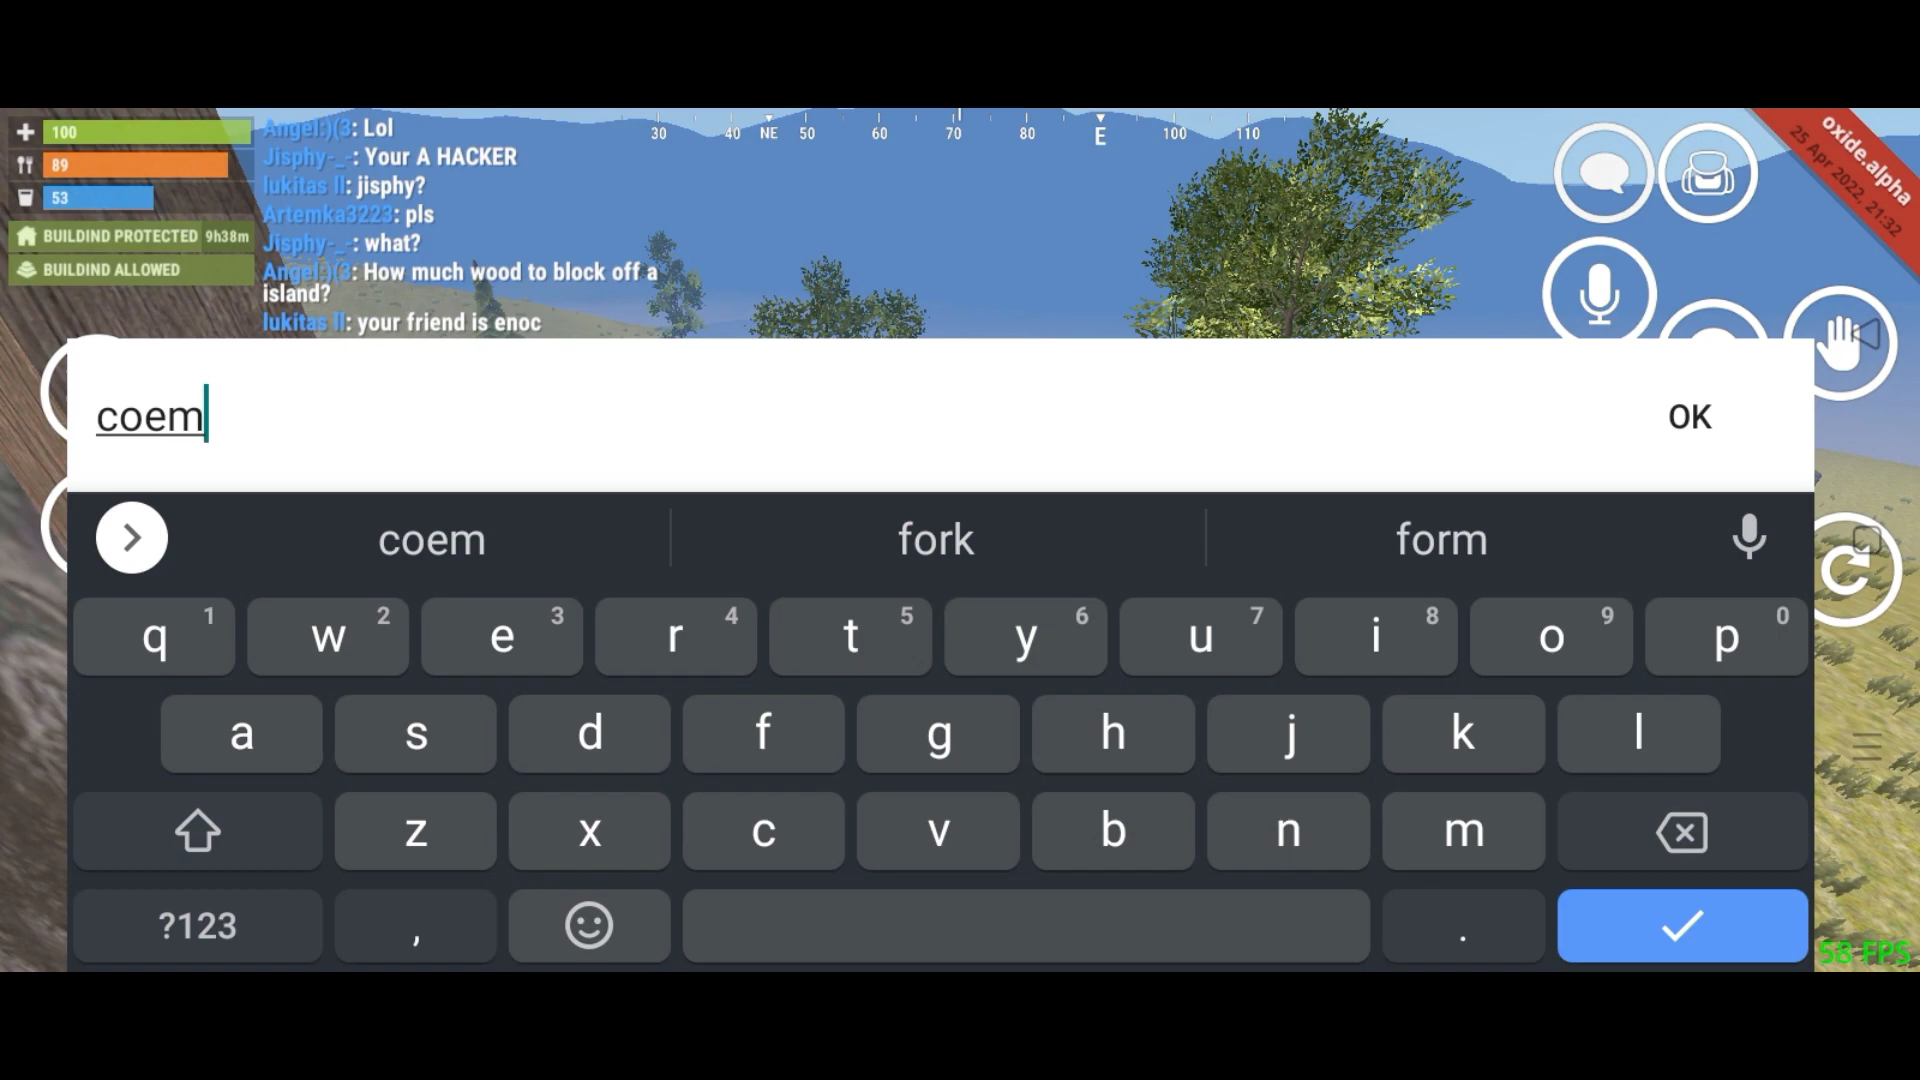 100
89
53
BUILDIND PROTECTED 9h38m
BUILDIND ALLOWED
Angel:)(3: Lol
Jisphy-_-: Your A HACKER
lukitas ll: jisphy?
Artemka3223: pls
Jisphy-_-: what?
Angel:)(3: How much wood to block off a
island?
lukitas ll: your friend is enoc
30 40 NE 50 60 70 80 E 100 110
oxide.alpha
25 Apr 2022, 21:32
coem
OK
coem fork form
q 1 w 2 e 3 r 4 t 5 y 6 u 7 i 8 o 9 p 0
a s d f g h j k l
z x c v b n m
?123 , .
58 FPS